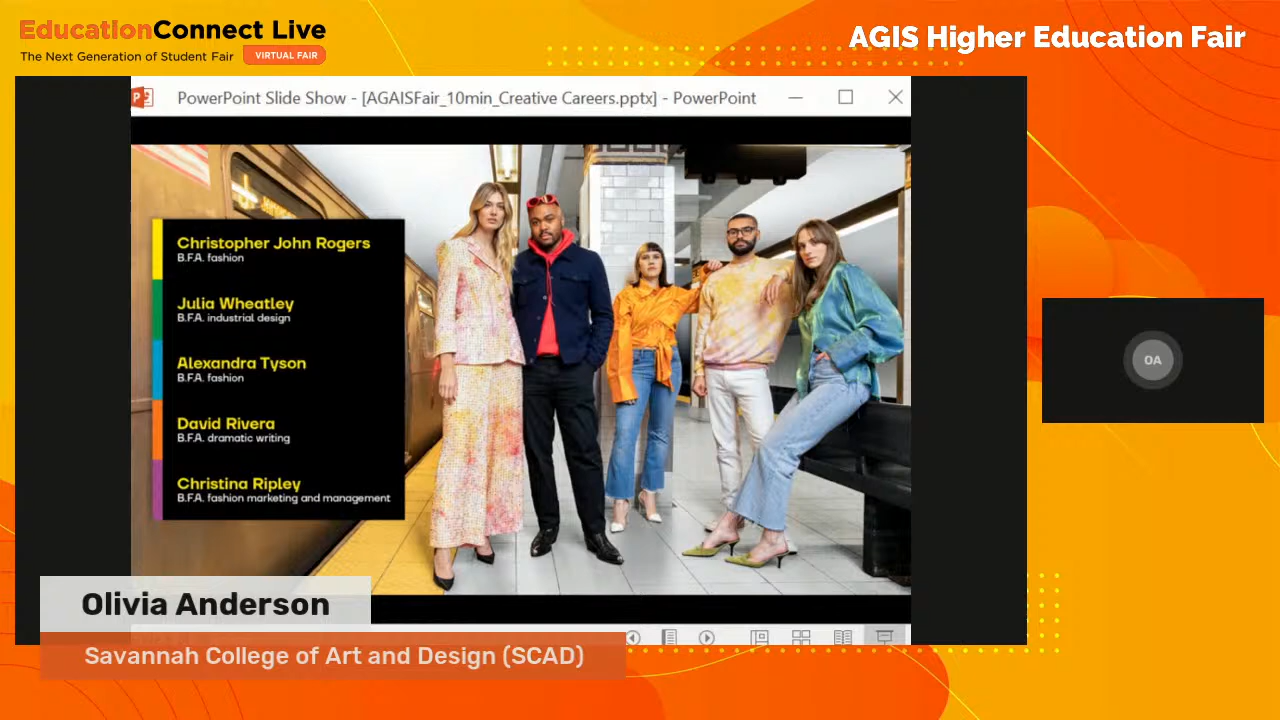 EducationConnect Live
The Next Generation of Student Fair
VIRTUAL FAIR
AGIS Higher Education Fair
PowerPoint Slide Show - [AGAISFair_10min_Creative Careers.pptx] - PowerPoint
Christopher John Rogers
B.F.A. fashion
Julia Wheatley
B.F.A. industrial design
Alexandra Tyson
B.F.A. fashion
David Rivera
B.F.A. dramatic writing
Christina Ripley
B.F.A. fashion marketing and management
OA
Olivia Anderson
Savannah College of Art and Design (SCAD)